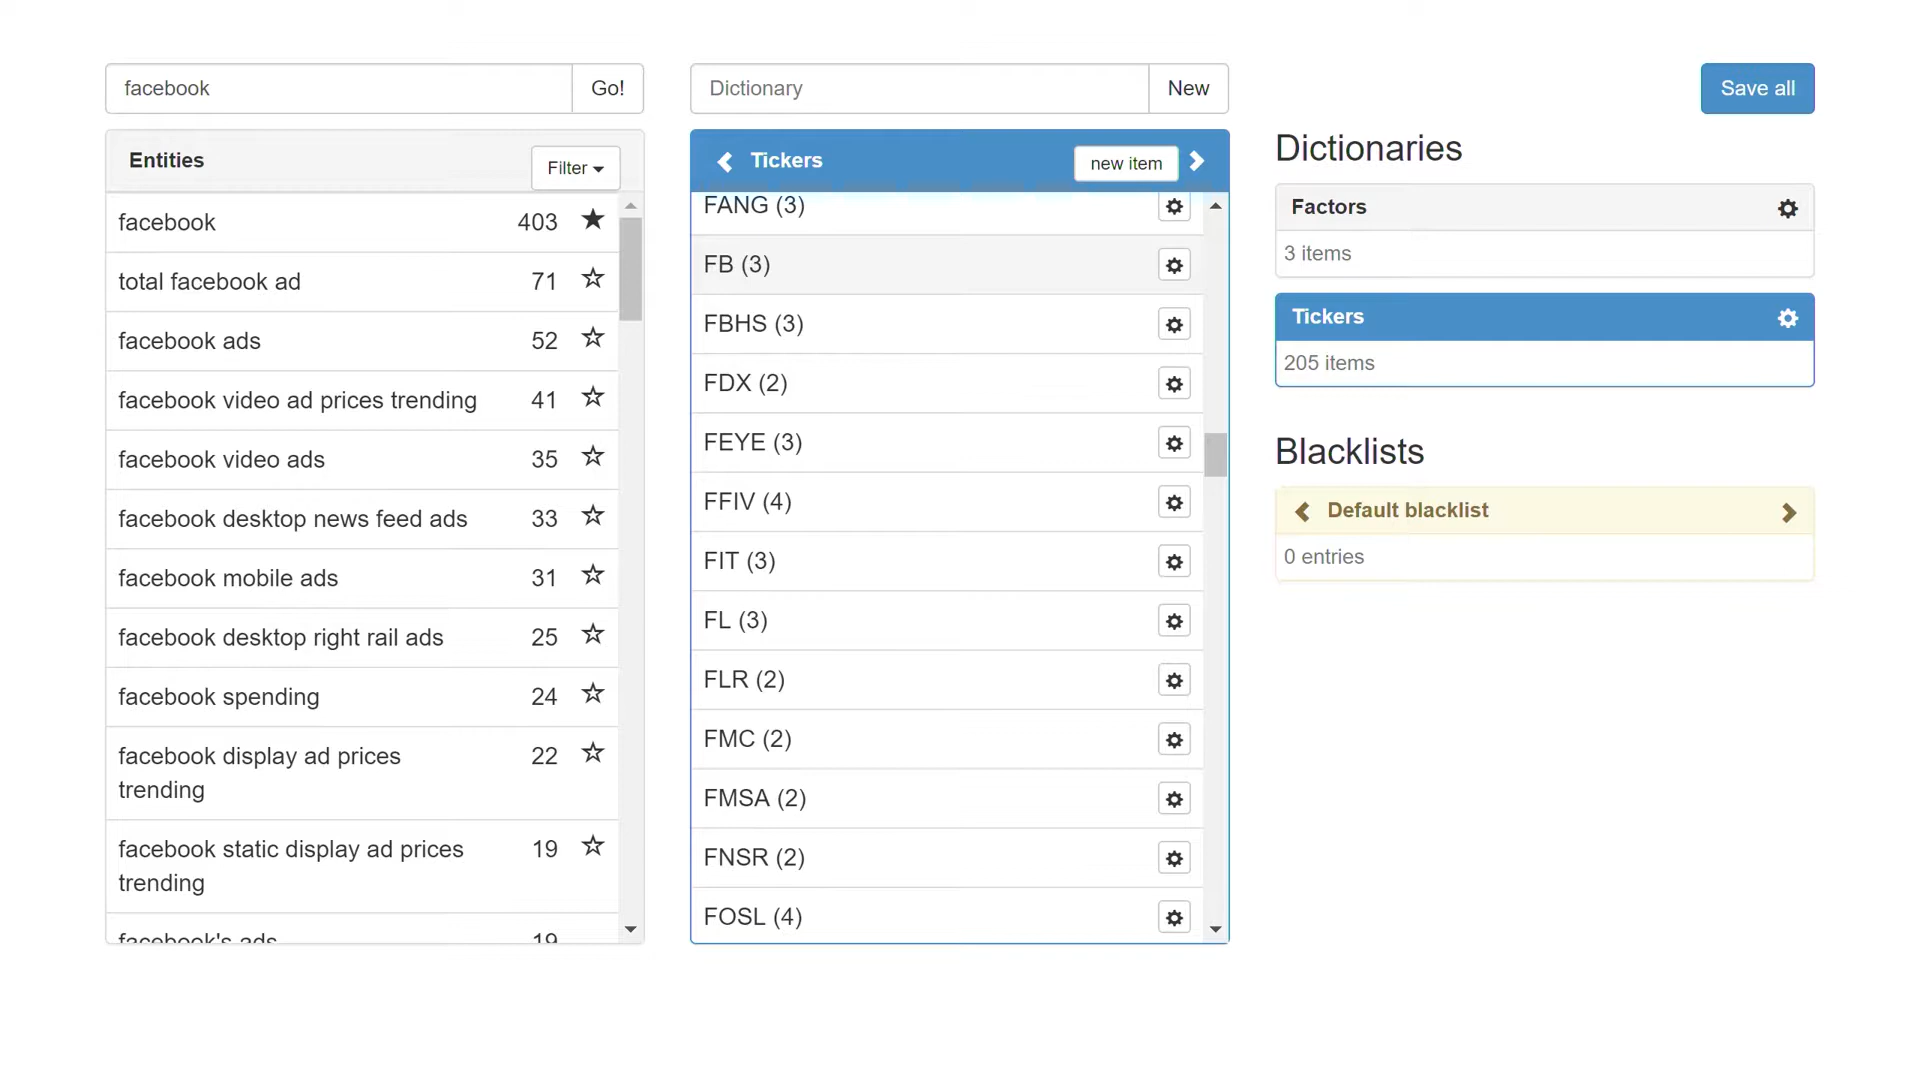 facebook
Go!
Dictionary
New
Save all
Entities
Filter
facebook 403
total facebook ad 71
facebook ads 52
facebook video ad prices trending 41
facebook video ads 35
facebook desktop news feed ads 33
facebook mobile ads 31
facebook desktop right rail ads 25
facebook spending 24
facebook display ad prices 22
trending
facebook static display ad prices 19
trending
facebook's ads 19
Tickers
new item
FANG (3)
FB (3)
FBHS (3)
FDX (2)
FEYE (3)
FFIV (4)
FIT (3)
FL (3)
FLR (2)
FMC (2)
FMSA (2)
FNSR (2)
FOSL (4)
Dictionaries
Factors
3 items
Tickers
205 items
Blacklists
Default blacklist
0 entries